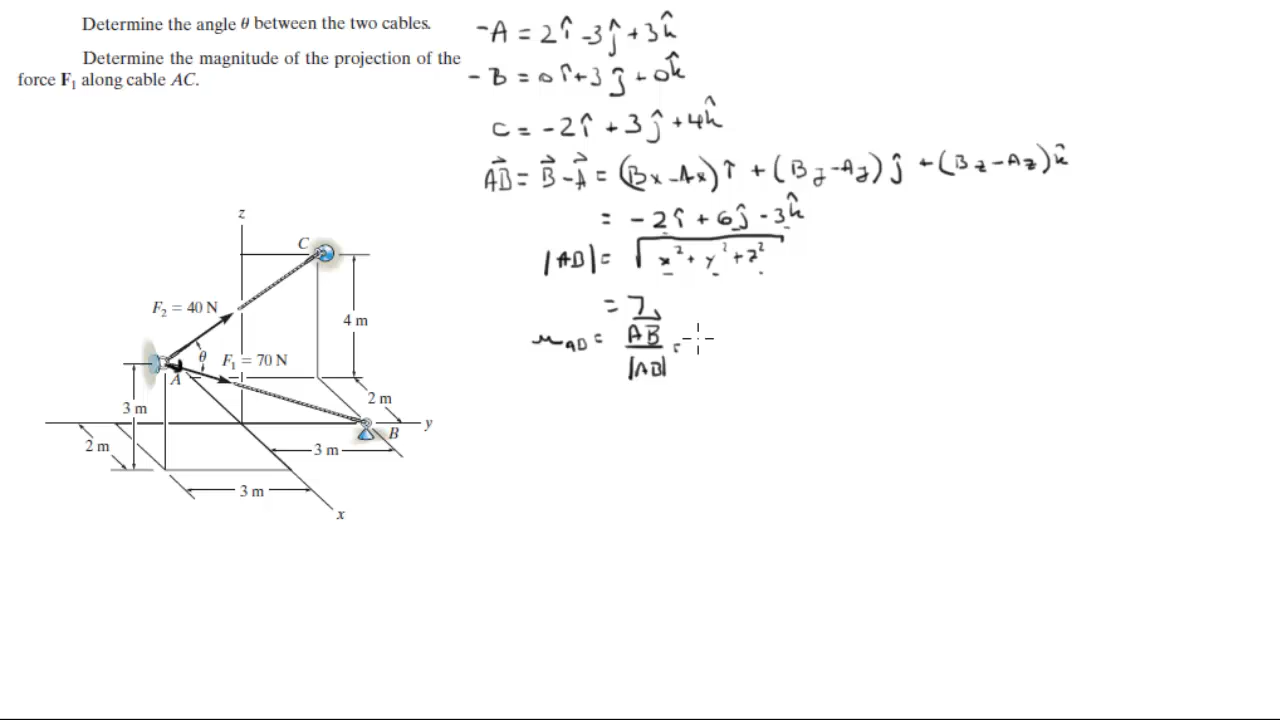 Determine the angle θ between the two cables.
Determine the magnitude of the projection of the
force F₁ along cable AC.
-A = 2î -3ĵ +3k̂
-B = 0î+3ĵ+0k̂
C = -2î +3ĵ +4k̂
A⃗B = B⃗ - A⃗ = (Bx -Ax)î +(By -Ay)ĵ +(Bz -Az)k̂
= -2î +6ĵ -3k̂
|AB| = √x²+y²+z²
= 7
u_AB = AB/|AB| =
z
C
F₂ = 40 N
4 m
θ
F₁ = 70 N
A
3 m
2 m
B
y
2 m
3 m
3 m
x